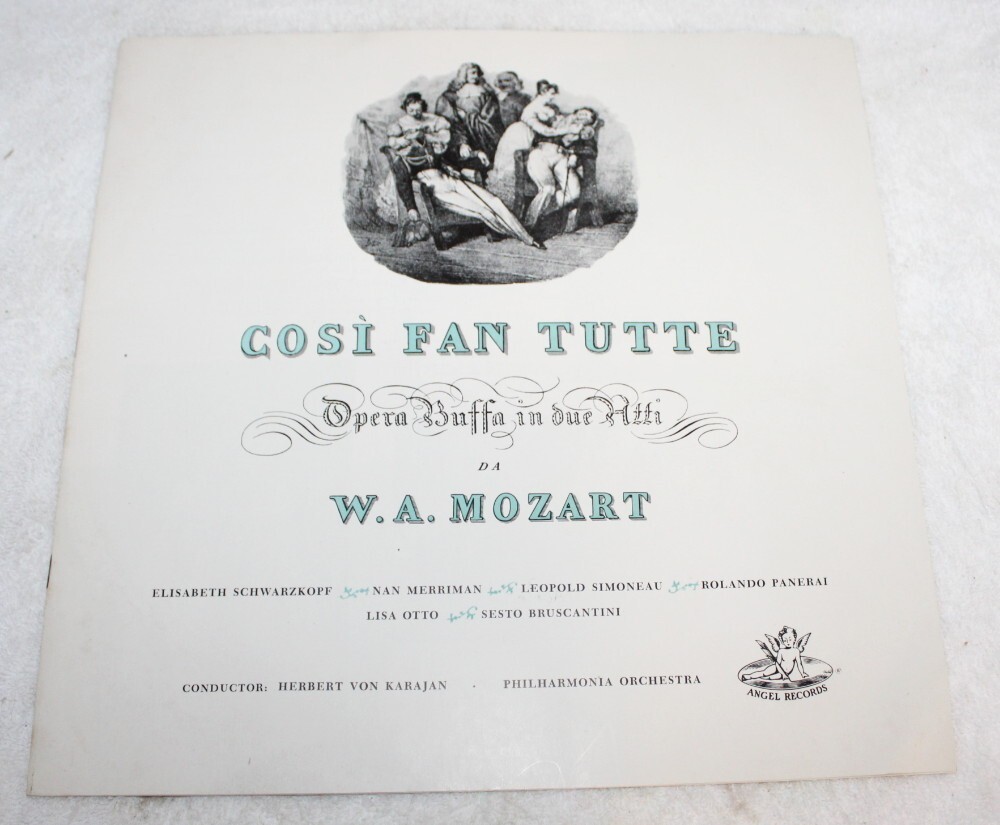 COSÌ FAN TUTTE
Opera Buffa in due Atti
DA
W. A. MOZART
ELISABETH SCHWARZKOPF NAN MERRIMAN LEOPOLD SIMONEAU ROLANDO PANERAI
LISA OTTO SESTO BRUSCANTINI
CONDUCTOR: HERBERT VON KARAJAN · PHILHARMONIA ORCHESTRA
ANGEL RECORDS